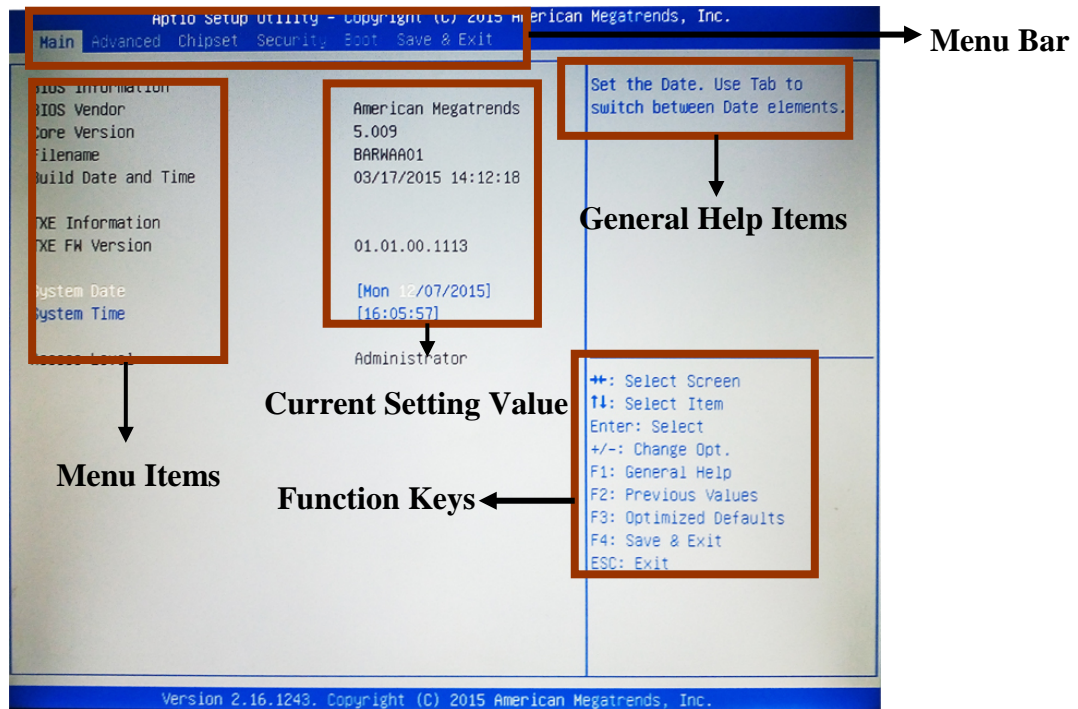 Aptio Setup Utility – Copyright (C) 2015 American Megatrends, Inc.
Main Advanced Chipset Security Boot Save & Exit
Menu Bar
BIOS Information
BIOS Vendor American Megatrends
Core Version 5.009
Filename BARWAA01
Build Date and Time 03/17/2015 14:12:18
TXE Information
TXE FW Version 01.01.00.1113
System Date [Mon 12/07/2015]
System Time [16:05:57]
Access Level Administrator
Set the Date. Use Tab to
switch between Date elements.
General Help Items
Current Setting Value
Menu Items
Function Keys
→←: Select Screen
↑↓: Select Item
Enter: Select
+/-: Change Opt.
F1: General Help
F2: Previous Values
F3: Optimized Defaults
F4: Save & Exit
ESC: Exit
Version 2.16.1243. Copyright (C) 2015 American Megatrends, Inc.